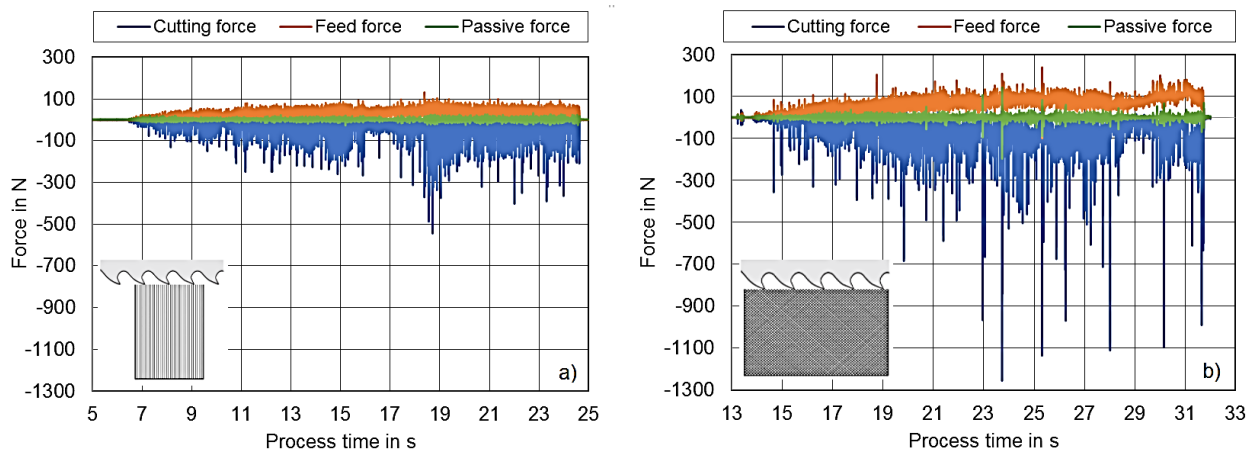 Cutting force Feed force Passive force
300
100
-100
-300
-500
-700
-900
-1100
-1300
Force in N
5 7 9 11 13 15 17 19 21 23 25
Process time in s
a)
Cutting force Feed force Passive force
300
100
-100
-300
-500
-700
-900
-1100
-1300
Force in N
13 15 17 19 21 23 25 27 29 31 33
Process time in s
b)